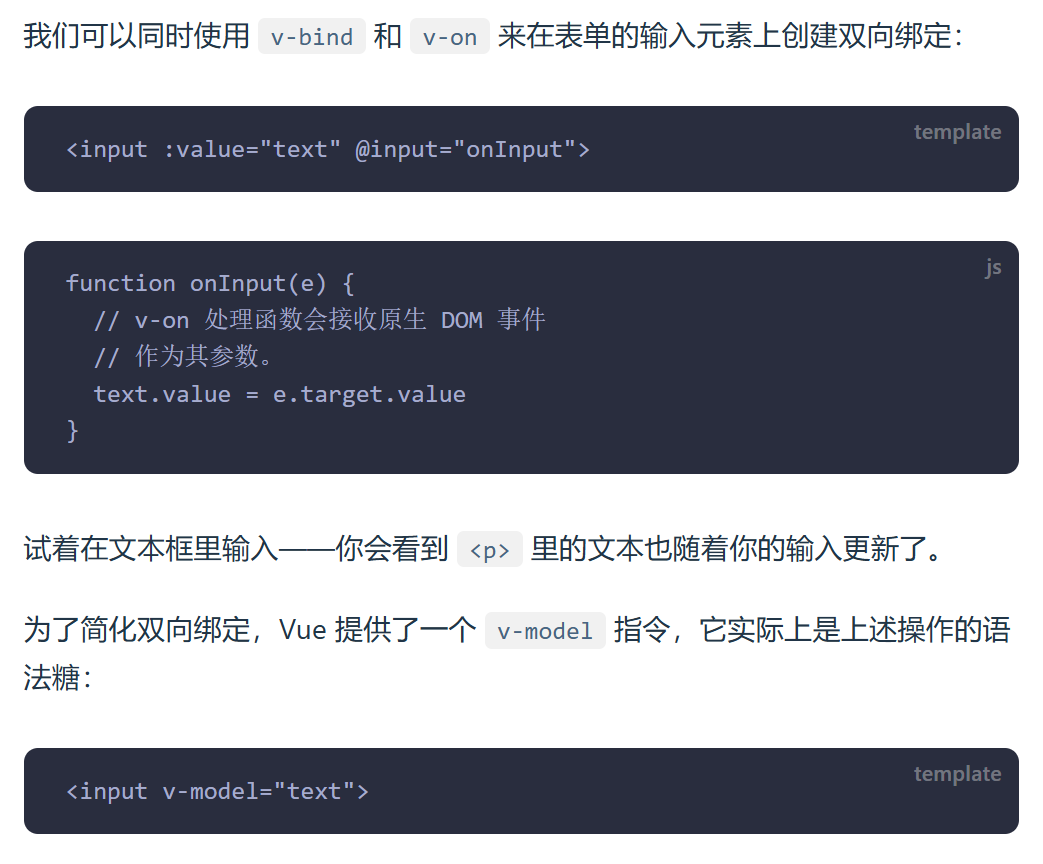 我们可以同时使用 v-bind 和 v-on 来在表单的输入元素上创建双向绑定：
template
<input :value="text" @input="onInput">
js
function onInput(e) {
  // v-on 处理函数会接收原生 DOM 事件
  // 作为其参数。
  text.value = e.target.value
}
试着在文本框里输入——你会看到 <p> 里的文本也随着你的输入更新了。
为了简化双向绑定，Vue 提供了一个 v-model 指令，它实际上是上述操作的语
法糖：
template
<input v-model="text">